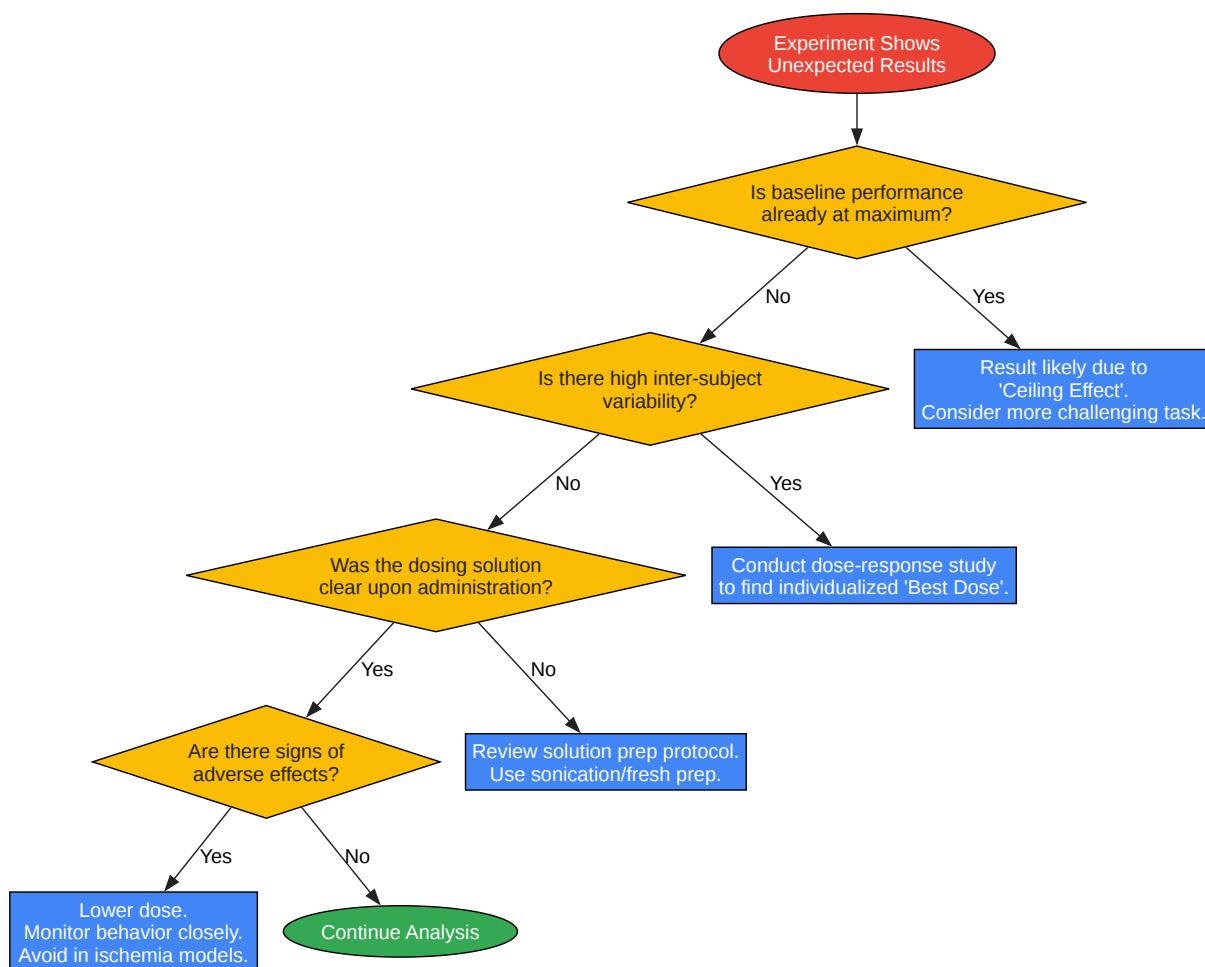 Experiment Shows
Unexpected Results
Is baseline performance
already at maximum?
No
Yes
Is there high inter-subject
variability?
Result likely due to
'Ceiling Effect'.
Consider more challenging task.
No
Yes
Was the dosing solution
clear upon administration?
Conduct dose-response study
to find individualized 'Best Dose'.
Yes
No
Are there signs of
adverse effects?
Review solution prep protocol.
Use sonication/fresh prep.
Yes
No
Lower dose.
Monitor behavior closely.
Avoid in ischemia models.
Continue Analysis